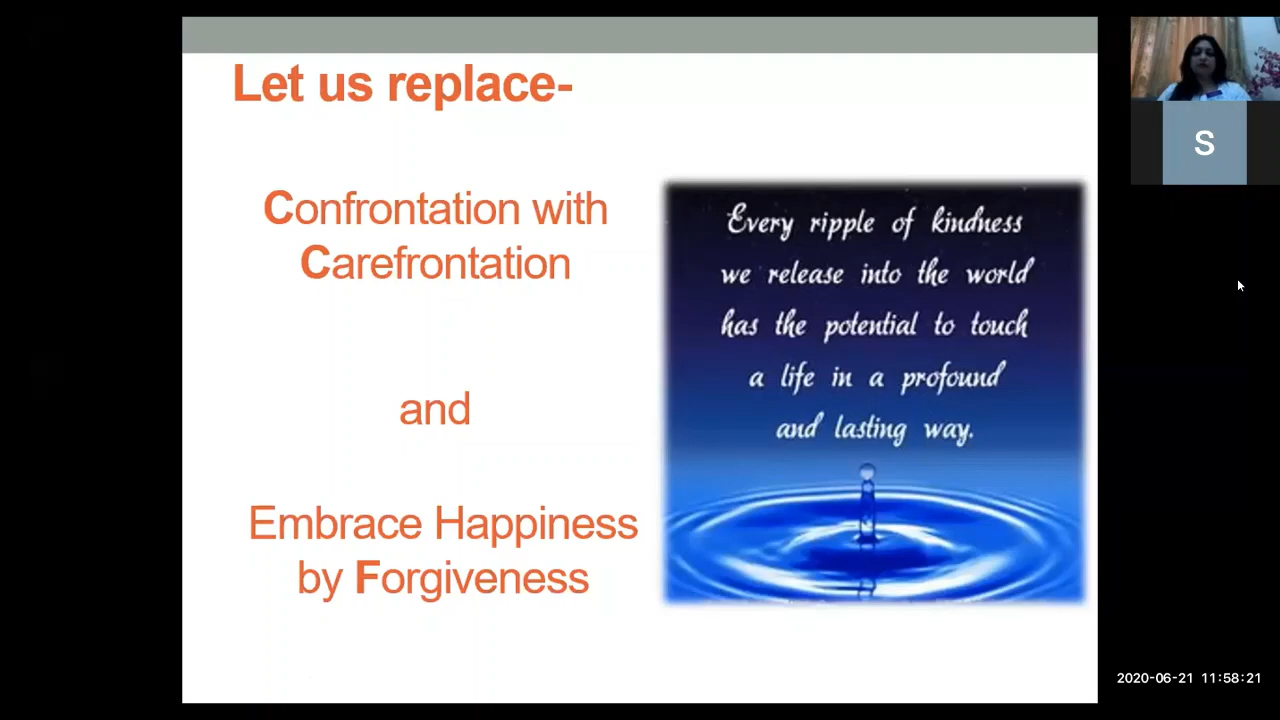 Let us replace-
Confrontation with
Carefrontation
and
Embrace Happiness
by Forgiveness
Every ripple of kindness
we release into the world
has the potential to touch
a life in a profound
and lasting way.
S
2020-06-21 11:58:21